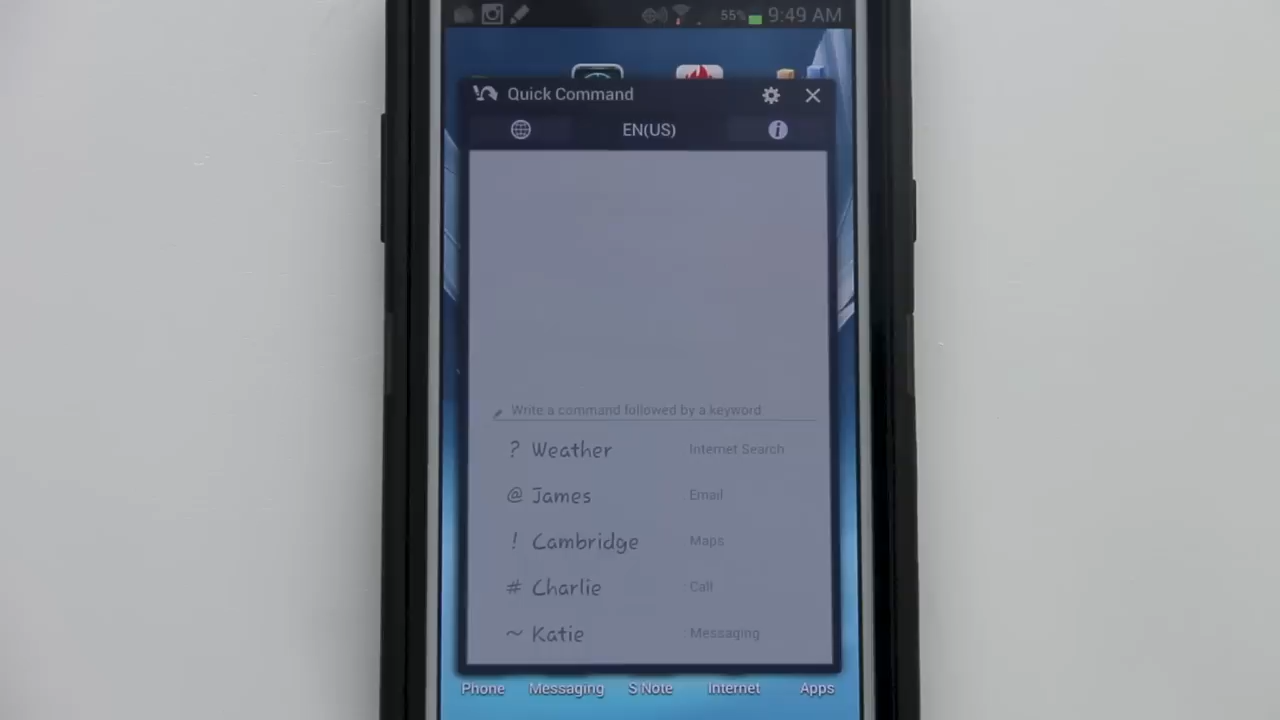 55% 9:49 AM
Quick Command
EN(US)
Write a command followed by a keyword
? Weather Internet Search
@ James Email
! Cambridge Maps
# Charlie Call
~ Katie Messaging
Phone Messaging S Note Internet Apps